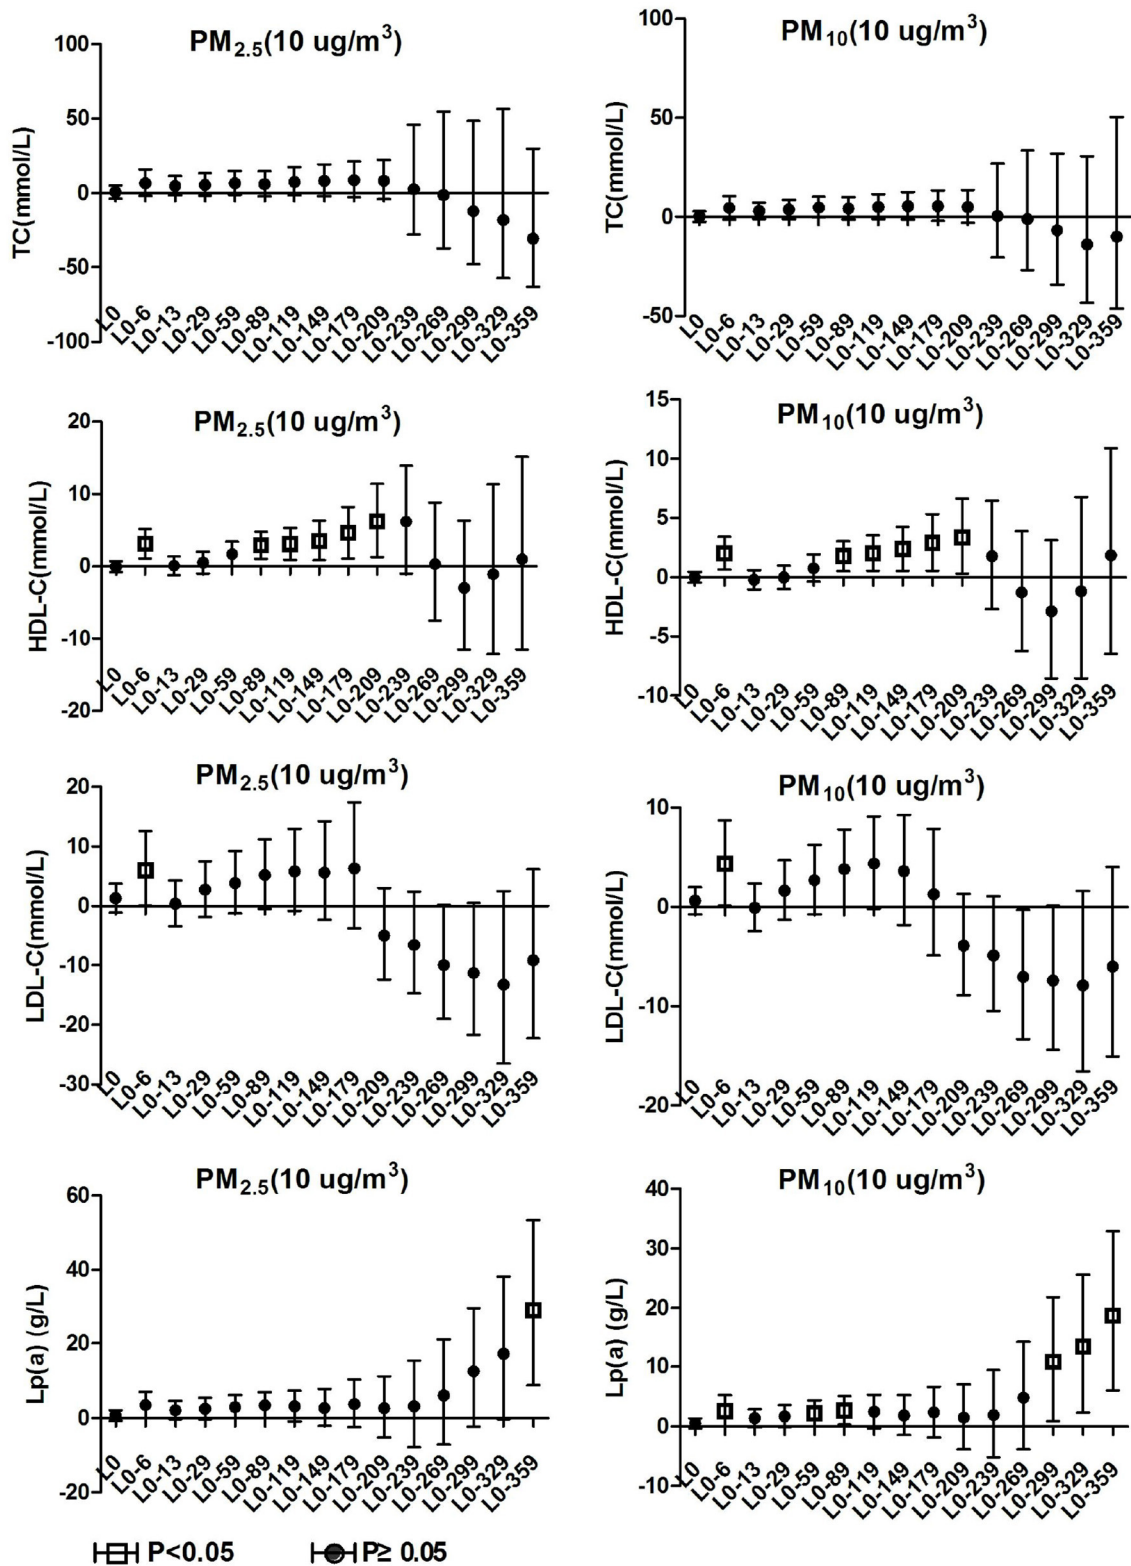 PM2.5(10 ug/m3)
TC(mmol/L)
100
50
0
-50
-100
L0 L0-6 L0-13 L0-29 L0-59 L0-89 L0-119 L0-149 L0-179 L0-209 L0-239 L0-269 L0-299 L0-329 L0-359
PM10(10 ug/m3)
TC(mmol/L)
100
50
0
-50
L0 L0-6 L0-13 L0-29 L0-59 L0-89 L0-119 L0-149 L0-179 L0-209 L0-239 L0-269 L0-299 L0-329 L0-359
PM2.5(10 ug/m3)
HDL-C(mmol/L)
20
10
0
-10
-20
L0 L0-6 L0-13 L0-29 L0-59 L0-89 L0-119 L0-149 L0-179 L0-209 L0-239 L0-269 L0-299 L0-329 L0-359
PM10(10 ug/m3)
HDL-C(mmol/L)
15
10
5
0
-5
-10
L0 L0-6 L0-13 L0-29 L0-59 L0-89 L0-119 L0-149 L0-179 L0-209 L0-239 L0-269 L0-299 L0-329 L0-359
PM2.5(10 ug/m3)
LDL-C(mmol/L)
20
10
0
-10
-20
-30
L0 L0-6 L0-13 L0-29 L0-59 L0-89 L0-119 L0-149 L0-179 L0-209 L0-239 L0-269 L0-299 L0-329 L0-359
PM10(10 ug/m3)
LDL-C(mmol/L)
10
0
-10
-20
L0 L0-6 L0-13 L0-29 L0-59 L0-89 L0-119 L0-149 L0-179 L0-209 L0-239 L0-269 L0-299 L0-329 L0-359
PM2.5(10 ug/m3)
Lp(a) (g/L)
60
40
20
0
-20
L0 L0-6 L0-13 L0-29 L0-59 L0-89 L0-119 L0-149 L0-179 L0-209 L0-239 L0-269 L0-299 L0-329 L0-359
PM10(10 ug/m3)
Lp(a) (g/L)
40
30
20
10
0
-10
L0 L0-6 L0-13 L0-29 L0-59 L0-89 L0-119 L0-149 L0-179 L0-209 L0-239 L0-269 L0-299 L0-329 L0-359
P<0.05 P≥ 0.05